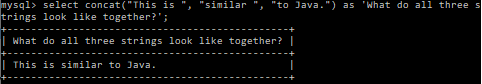 mysql> select concat("This is ", "similar ", "to Java.") as 'What do all three s
trings look like together?';
+--------------------------------------------+
| What do all three strings look like together? |
+--------------------------------------------+
| This is similar to Java. |
+--------------------------------------------+